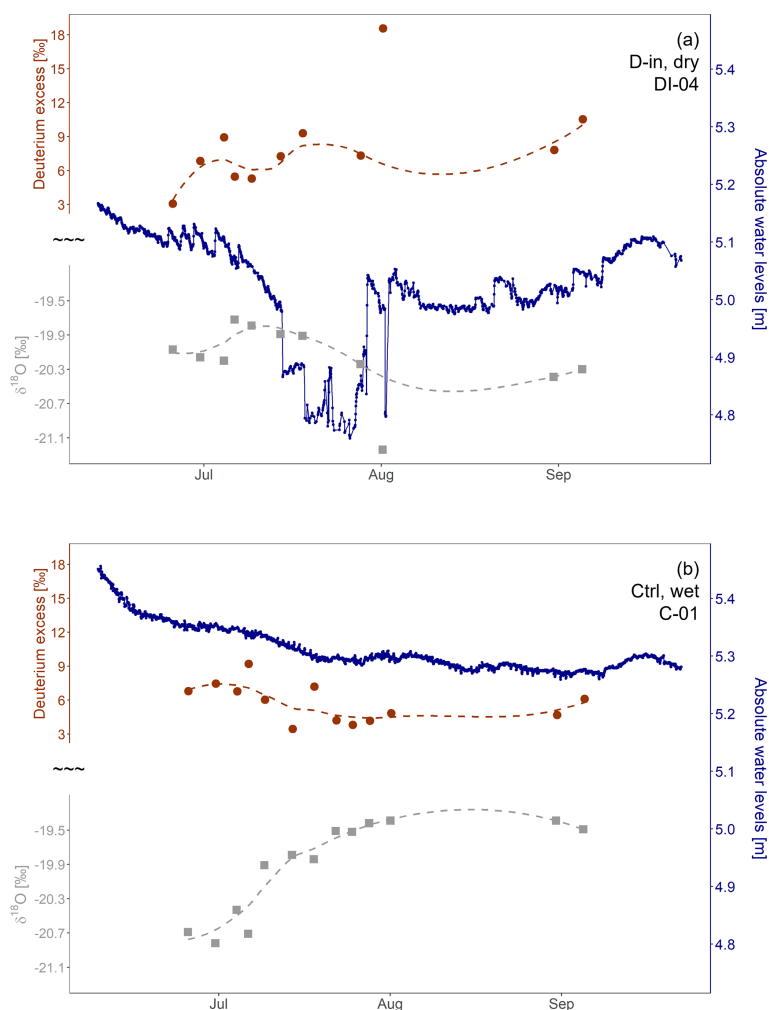 (a)
D-in, dry
DI-04
Deuterium excess [‰]
18
15
12
9
6
3
~~~
δ18O [‰]
-19.5
-19.9
-20.3
-20.7
-21.1
5.4
5.3
5.2
5.1
5.0
4.9
4.8
Absolute water levels [m]
Jul
Aug
Sep
(b)
Ctrl, wet
C-01
Deuterium excess [‰]
18
15
12
9
6
3
~~~
δ18O [‰]
-19.5
-19.9
-20.3
-20.7
-21.1
5.4
5.3
5.2
5.1
5.0
4.9
4.8
Absolute water levels [m]
Jul
Aug
Sep